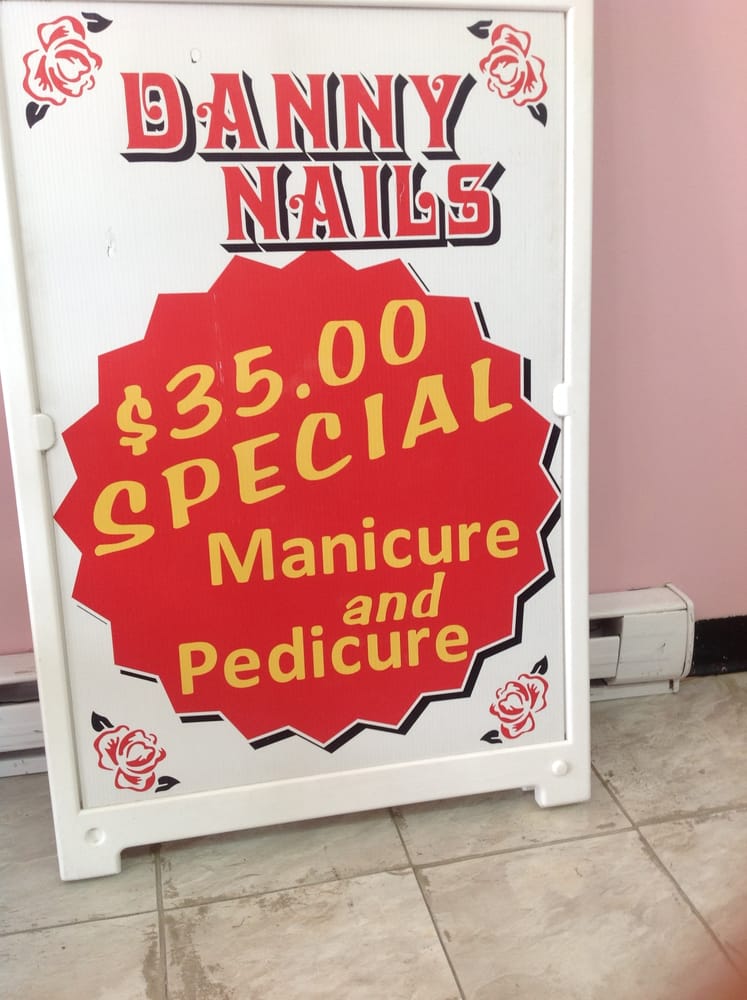 DANNY
NAILS
$35.00
SPECIAL
Manicure
and
Pedicure